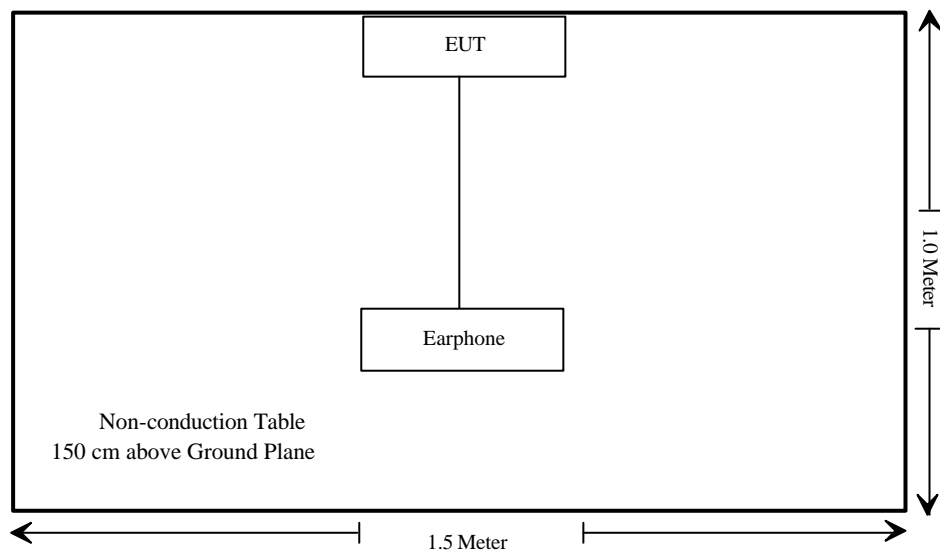 EUT
Earphone
1.0 Meter
Non-conduction Table
150 cm above Ground Plane
1.5 Meter